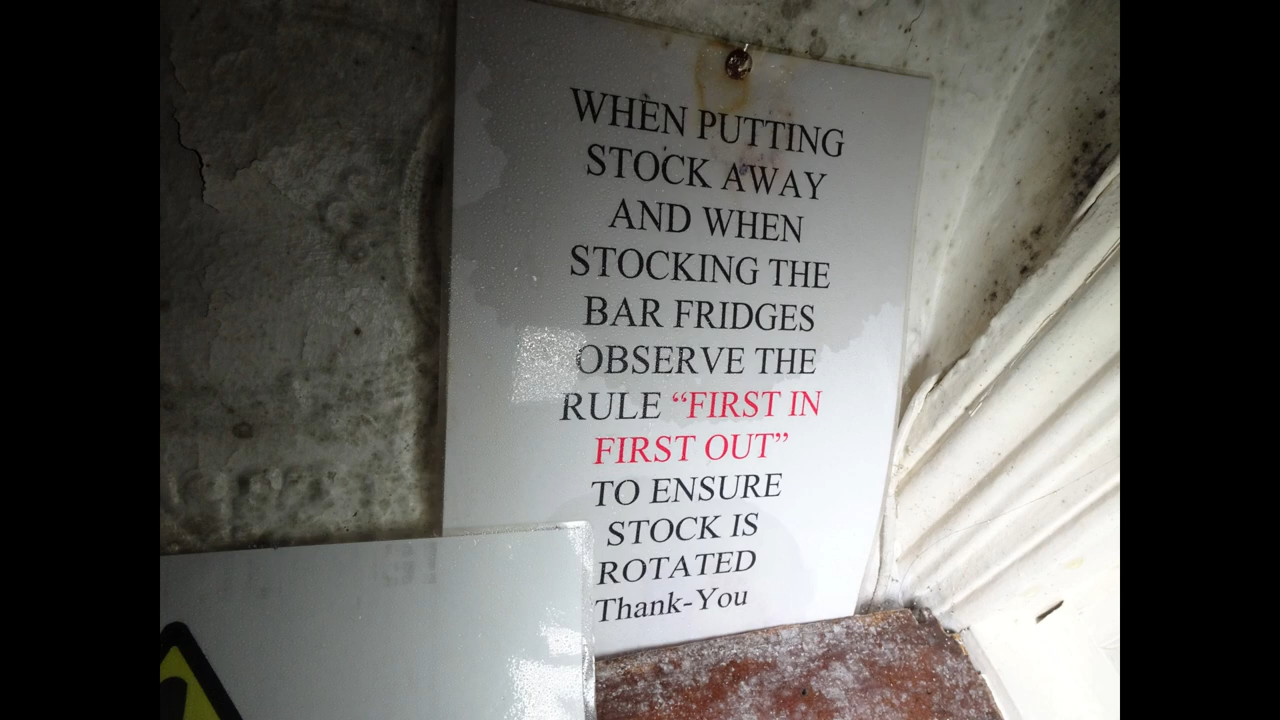 WHEN PUTTING
STOCK AWAY
AND WHEN
STOCKING THE
BAR FRIDGES
OBSERVE THE
RULE “FIRST IN
FIRST OUT”
TO ENSURE
STOCK IS
ROTATED
Thank-You